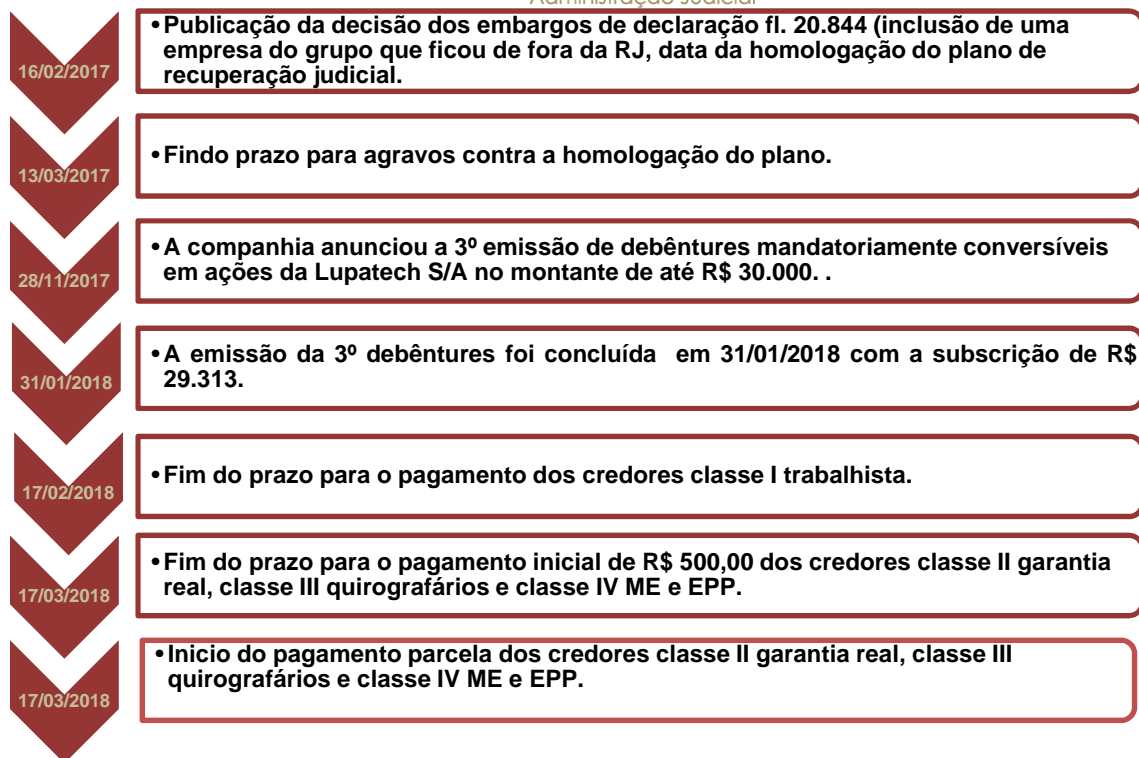 Administração Judicial
16/02/2017
•Publicação da decisão dos embargos de declaração fl. 20.844 (inclusão de uma
empresa do grupo que ficou de fora da RJ, data da homologação do plano de
recuperação judicial.
13/03/2017
•Findo prazo para agravos contra a homologação do plano.
28/11/2017
•A companhia anunciou a 3º emissão de debêntures mandatoriamente conversíveis
em ações da Lupatech S/A no montante de até R$ 30.000. .
31/01/2018
•A emissão da 3º debêntures foi concluída em 31/01/2018 com a subscrição de R$
29.313.
17/02/2018
•Fim do prazo para o pagamento dos credores classe I trabalhista.
17/03/2018
•Fim do prazo para o pagamento inicial de R$ 500,00 dos credores classe II garantia
real, classe III quirografários e classe IV ME e EPP.
17/03/2018
•Inicio do pagamento parcela dos credores classe II garantia real, classe III
quirografários e classe IV ME e EPP.